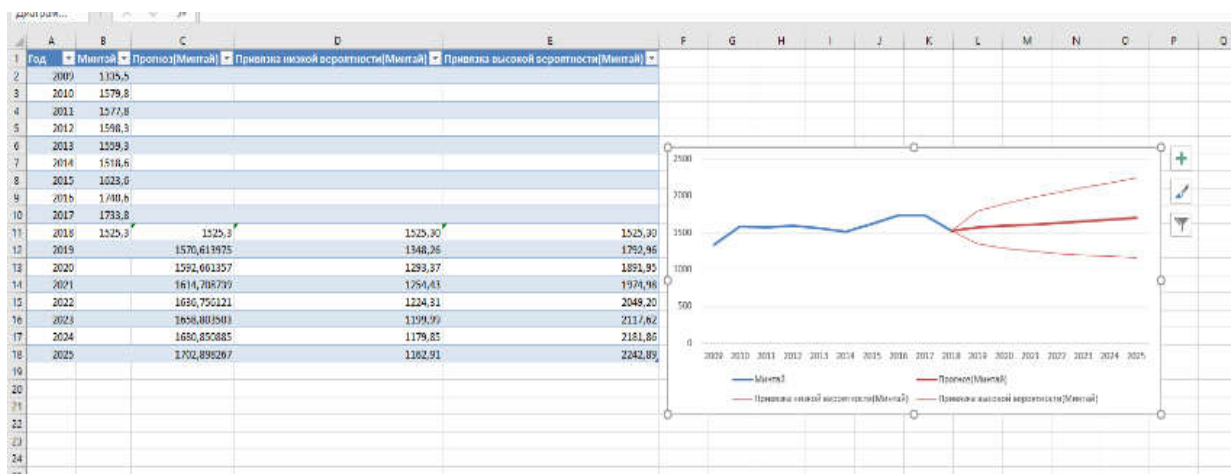 Диаграм...
A B C D E F G H I J K L M N O P Q
1 Год Минтай Прогноз(Минтай) Привязка низкой вероятности(Минтай) Привязка высокой вероятности(Минтай)
2 2009 1335,5
3 2010 1579,8
4 2011 1577,8
5 2012 1598,3
6 2013 1559,3
7 2014 1518,6
8 2015 1623,6
9 2016 1740,6
10 2017 1733,8
11 2018 1525,3 1525,3 1525,30 1525,30
12 2019 1570,613975 1348,26 1792,96
13 2020 1592,661357 1293,37 1891,95
14 2021 1614,708739 1254,43 1974,98
15 2022 1636,756121 1224,31 2049,20
16 2023 1658,803503 1199,99 2117,62
17 2024 1680,850885 1179,85 2181,86
18 2025 1702,898267 1162,91 2242,89
19
20
21
22
23
24
2500
2000
1500
1000
500
0
2009 2010 2011 2012 2013 2014 2015 2016 2017 2018 2019 2020 2021 2022 2023 2024 2025
Минтай Прогноз(Минтай)
Привязка низкой вероятности(Минтай) Привязка высокой вероятности(Минтай)